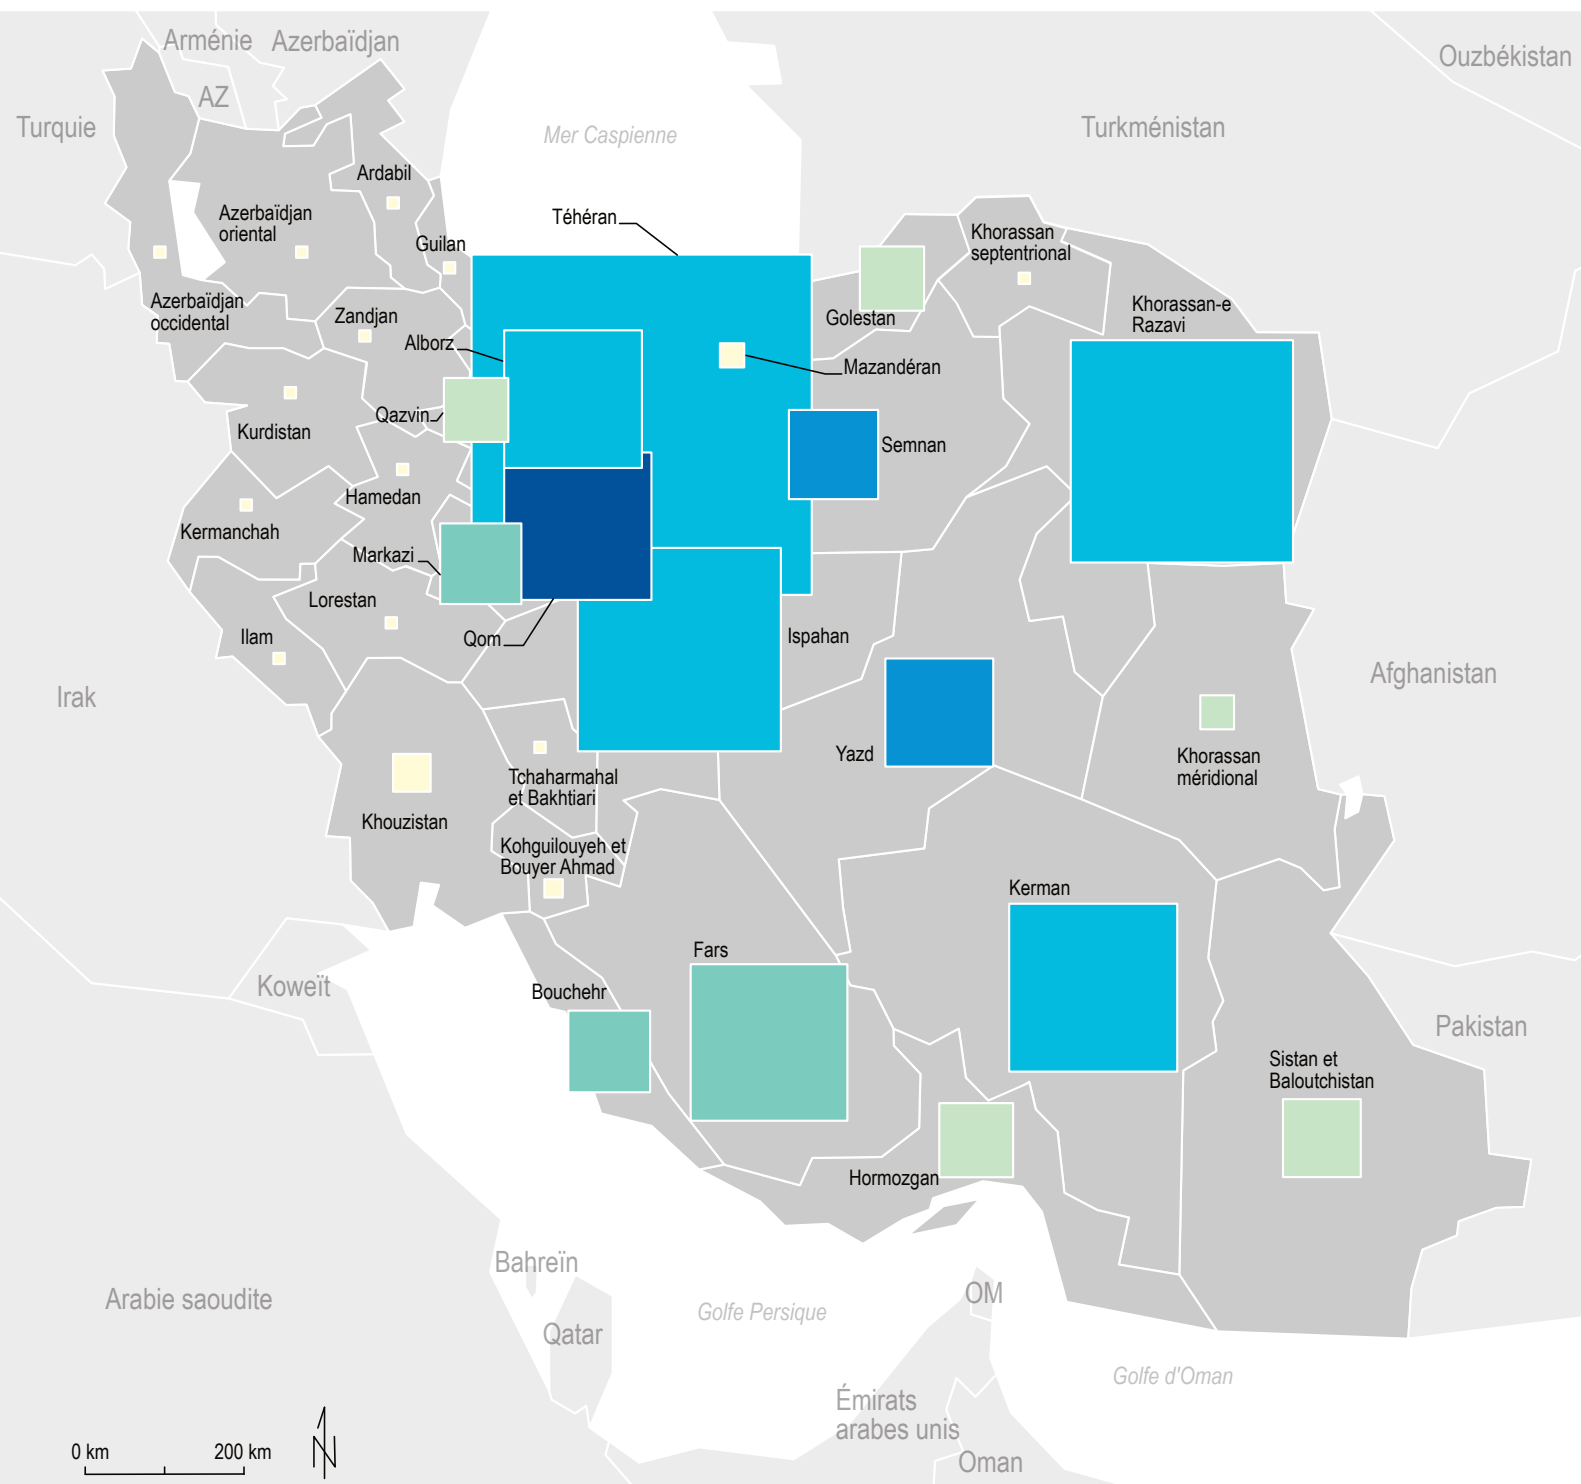 Arménie
Azerbaïdjan
Ouzbékistan
AZ
Turquie
Mer Caspienne
Turkménistan
Ardabil
Azerbaïdjan
oriental
Téhéran
Guilan
Khorassan
septentrional
Azerbaïdjan
occidental
Zandjan
Golestan
Khorassan-e
Razavi
Alborz
Mazandéran
Qazvin
Kurdistan
Semnan
Hamedan
Kermanchah
Markazi
Lorestan
Ilam
Qom
Ispahan
Irak
Afghanistan
Yazd
Khorassan
méridional
Tchaharmahal
et Bakhtiari
Khouzistan
Kohguilouyeh et
Bouyer Ahmad
Kerman
Fars
Koweït
Bouchehr
Pakistan
Sistan et
Baloutchistan
Hormozgan
Bahreïn
Arabie saoudite
OM
Golfe Persique
Qatar
Golfe d'Oman
Émirats
arabes unis
Oman
0 km
200 km
N